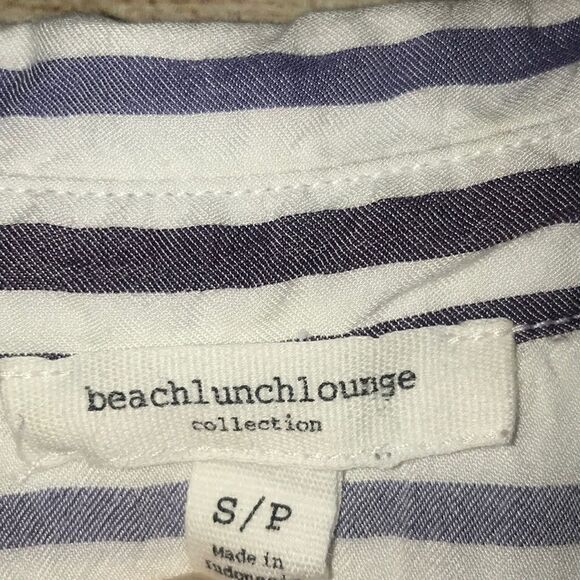 beachlunchlounge
collection
S/P
Made in